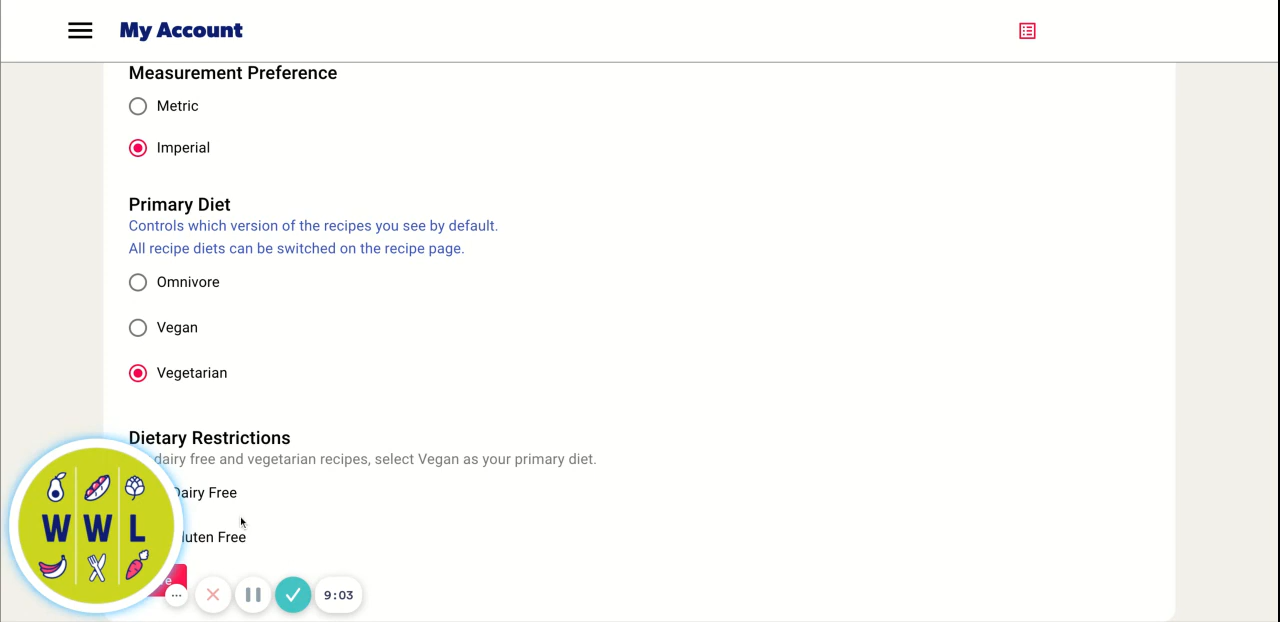 My Account
Measurement Preference
Metric
Imperial
Primary Diet
Controls which version of the recipes you see by default.
All recipe diets can be switched on the recipe page.
Omnivore
Vegan
Vegetarian
Dietary Restrictions
dairy free and vegetarian recipes, select Vegan as your primary diet.
Dairy Free
luten Free
W W L
e
9:03